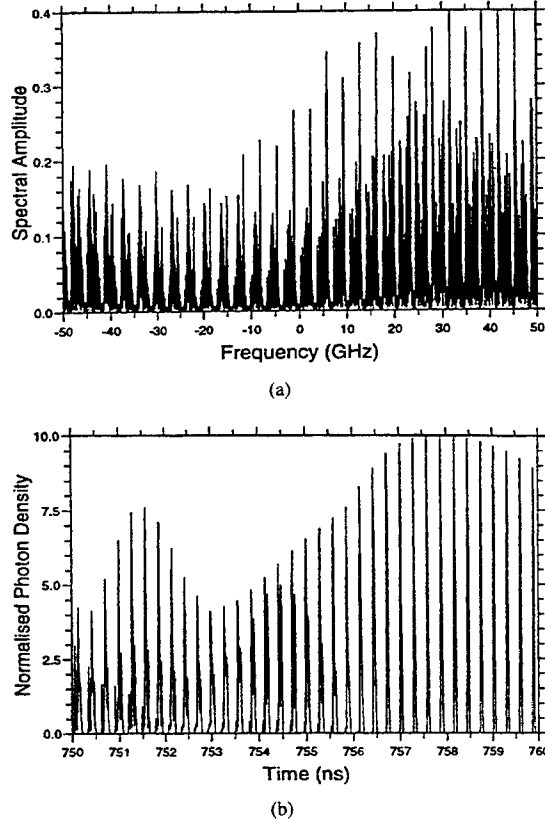 0.4
0.3
0.2
0.1
0.0
Spectral Amplitude
-50 -40 -30 -20 -10 0 10 20 30 40 50
Frequency (GHz)
(a)
10.0
7.5
5.0
2.5
0.0
Normalised Photon Density
750 751 752 753 754 755 756 757 758 759 760
Time (ns)
(b)